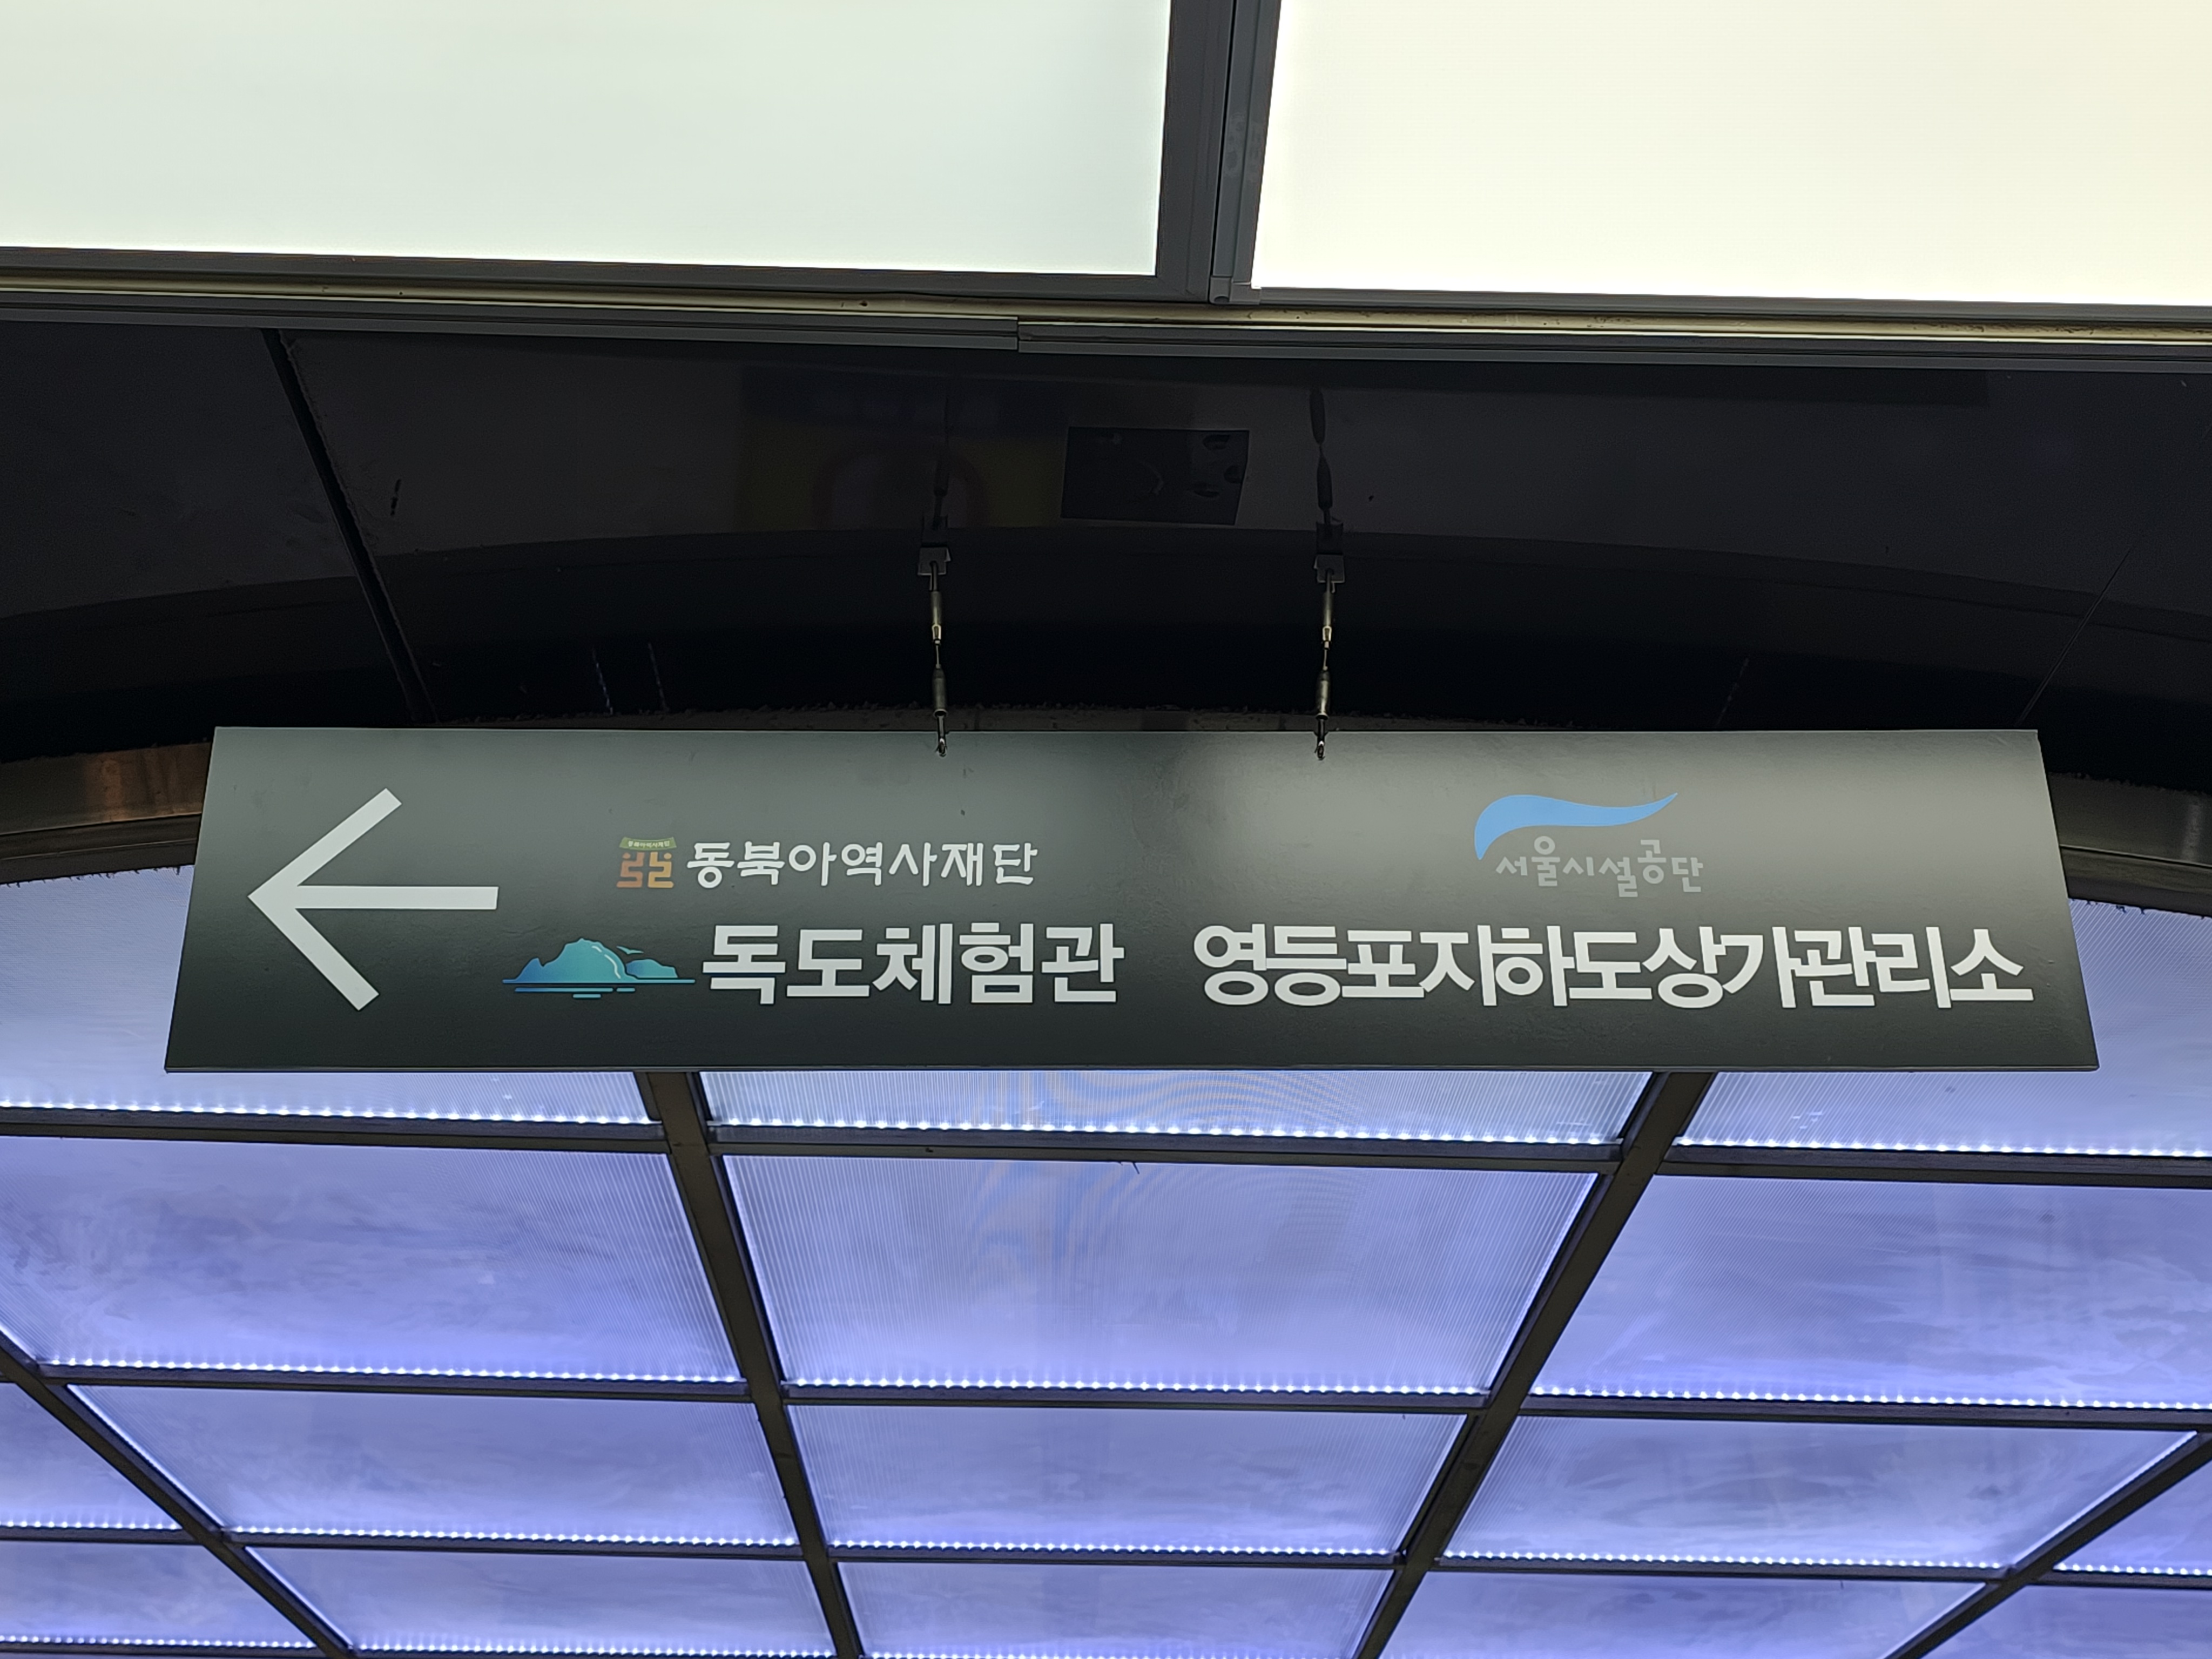 동북아역사재단
독도체험관
서울시설공단
영등포지하도상가관리소